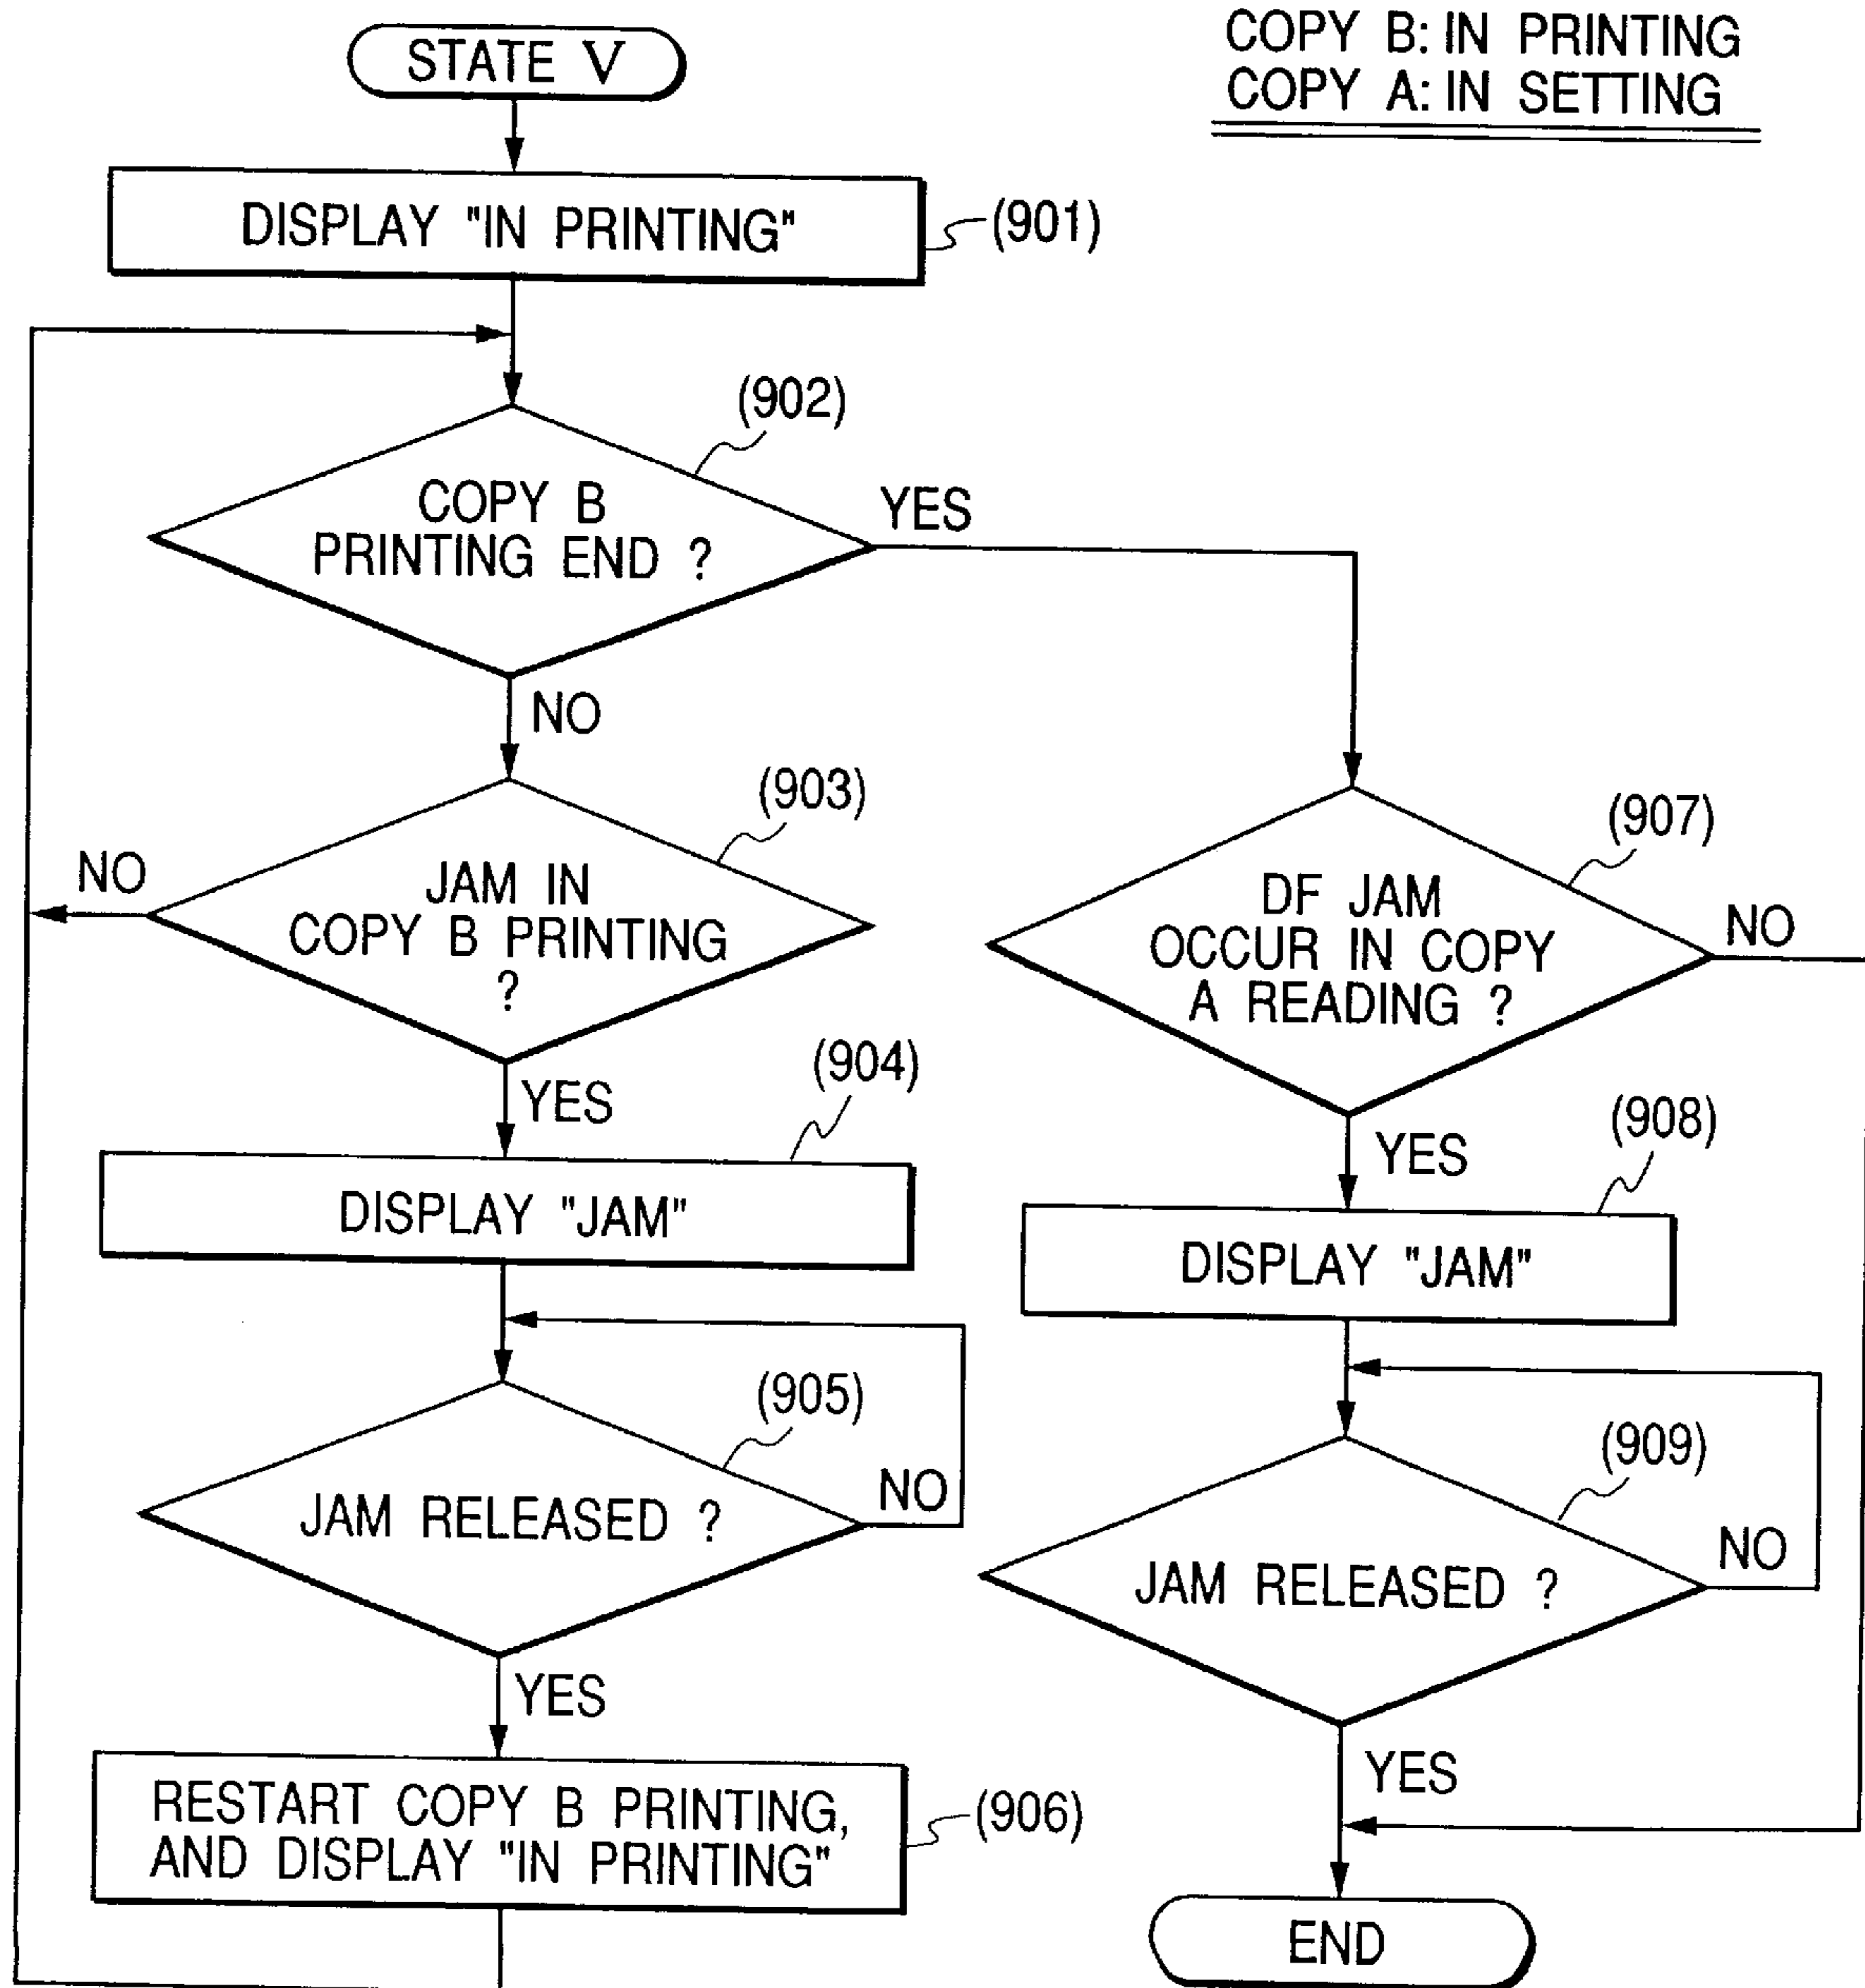 COPY B: IN PRINTING
COPY A: IN SETTING
STATE V
DISPLAY "IN PRINTING"
(901)
(902)
COPY B
PRINTING END ?
YES
NO
(903)
JAM IN
COPY B PRINTING
?
NO
YES
(904)
DISPLAY "JAM"
(905)
JAM RELEASED ?
NO
YES
RESTART COPY B PRINTING,
AND DISPLAY "IN PRINTING"
(906)
(907)
DF JAM
OCCUR IN COPY
A READING ?
NO
YES
(908)
DISPLAY "JAM"
(909)
JAM RELEASED ?
NO
YES
END